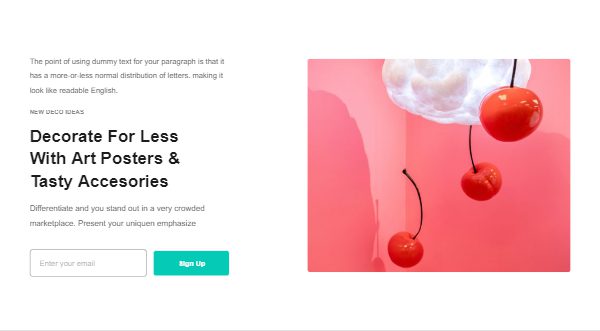 The point of using dummy text for your paragraph is that it
has a more-or-less normal distribution of letters. making it
look like readable English.
NEW DECO IDEAS
Decorate For Less
With Art Posters &
Tasty Accesories
Differentiate and you stand out in a very crowded
marketplace. Present your uniquen emphasize
Enter your email
Sign Up